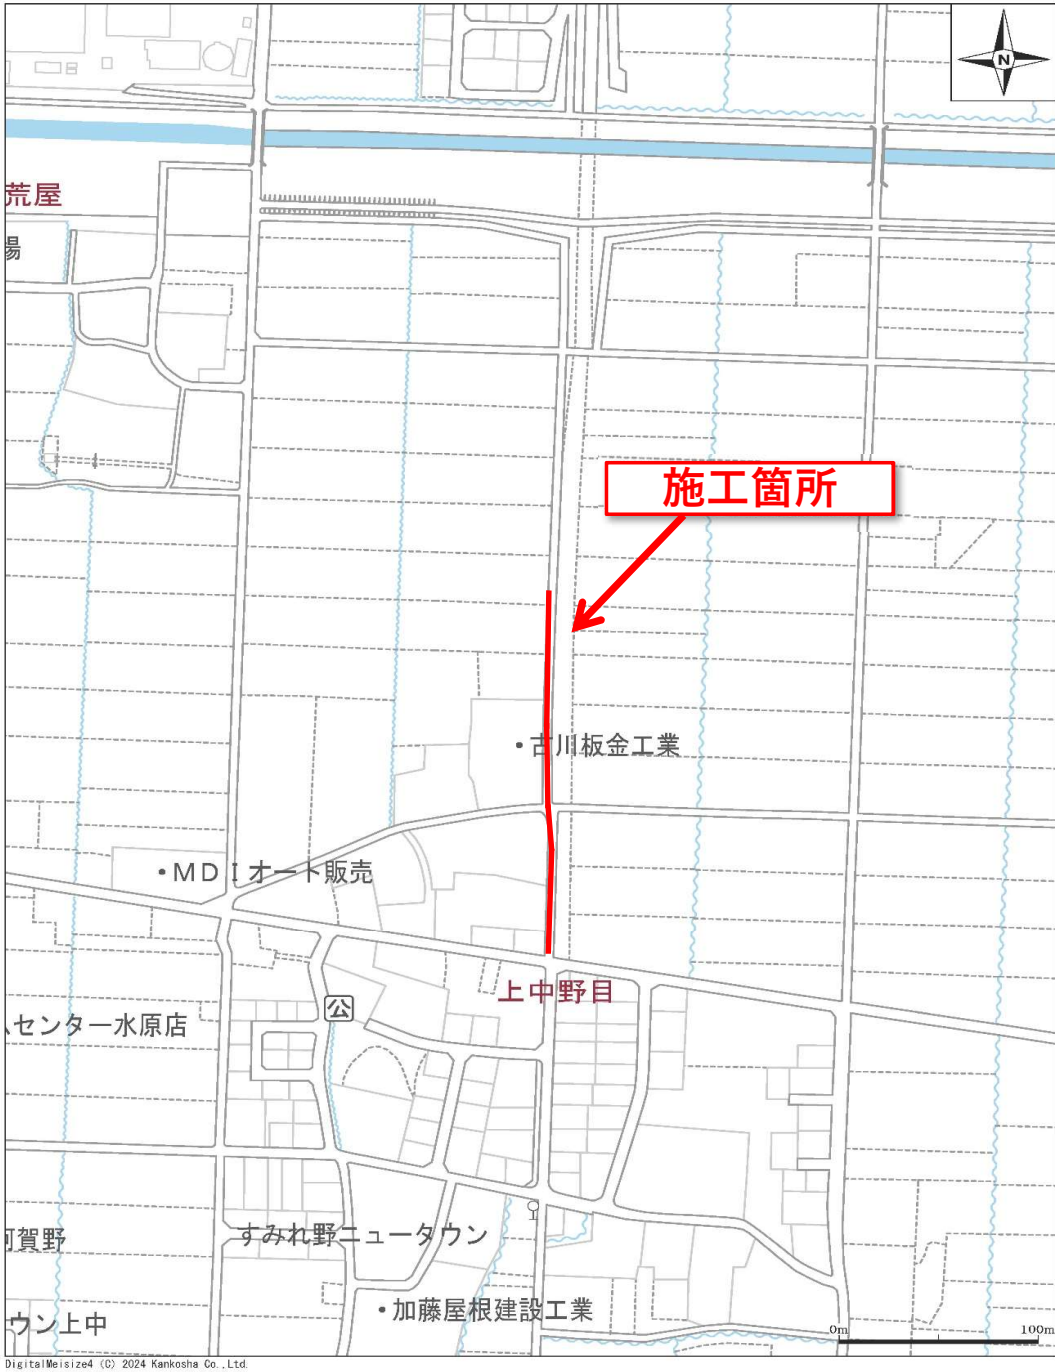 N
荒屋
場
施工箇所
・古川板金工業
・MDIオート販売
上中野目
公
ムセンター水原店
可賀野
すみれ野ニュータウン
・加藤屋根建設工業
ウン上中
0m 100m
DigitalMeisize4 (C) 2024 Kankosha Co.,Ltd.